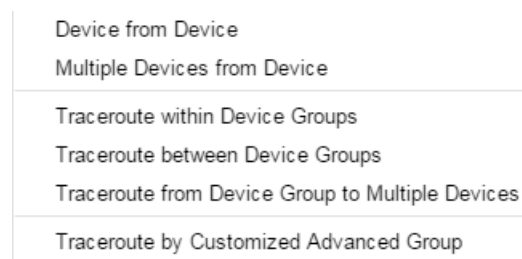 Device from Device
Multiple Devices from Device
Traceroute within Device Groups
Traceroute between Device Groups
Traceroute from Device Group to Multiple Devices
Traceroute by Customized Advanced Group